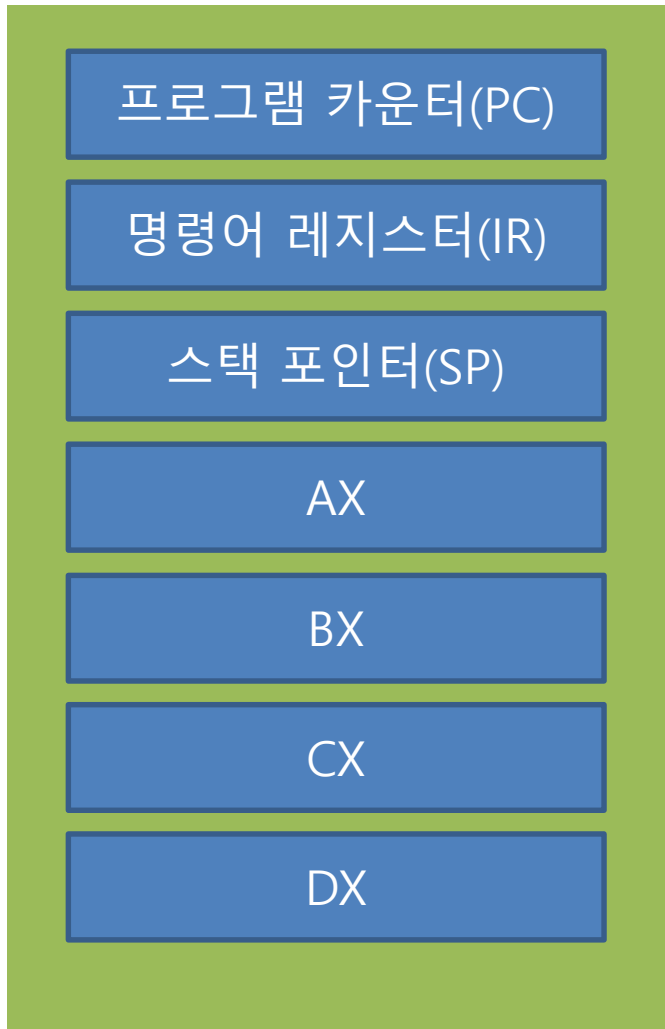 프로그램 카운터(PC)
명령어 레지스터(IR)
스택 포인터(SP)
AX
BX
CX
DX